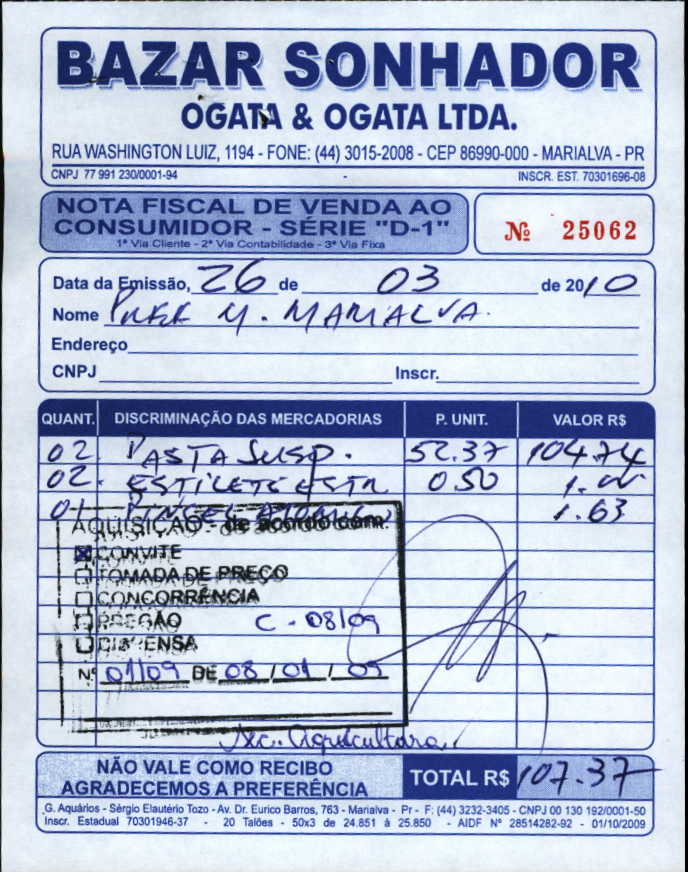 BAZAR SONHADOR
OGATA & OGATA LTDA.
RUA WASHINGTON LUIZ, 1194 - FONE: (44) 3015-2008 - CEP 86990-000 - MARIALVA - PR
CNPJ 77 991 230/0001-94 - INSCR. EST. 70301696-08
NOTA FISCAL DE VENDA AO
CONSUMIDOR - SÉRIE "D-1"
1ª Via Cliente - 2ª Via Contabilidade - 3ª Via Fixa
Nº 25062
Data da Emissão, 26 de 03 de 2010
Nome PREF M. MARIALVA.
Endereço
CNPJ Inscr.
QUANT. DISCRIMINAÇÃO DAS MERCADORIAS P. UNIT. VALOR R$
02 PASTA SUSP. 52.37 104.74
02. ESTILETE ESTR. 0.50 1.00
01 PINCEL 1.63
AQUISIÇÃO - de acordo com:
CONVITE
TOMADA DE PREÇO
CONCORRÊNCIA
PREGÃO C - 08/09
DISPENSA
Nº 01/09 DE 08 / 01 / 09
Sec. Agricultura
NÃO VALE COMO RECIBO
AGRADECEMOS A PREFERÊNCIA
TOTAL R$ 107.37
G. Aquários - Sérgio Elautério Tozo - Av. Dr. Eurico Barros, 763 - Marialva - Pr - F: (44) 3232-3405 - CNPJ 00 130 192/0001-50
Inscr. Estadual 70301946-37 - 20 Talões - 50x3 de 24.851 à 25.850 - AIDF Nº 28514282-92 - 01/10/2009